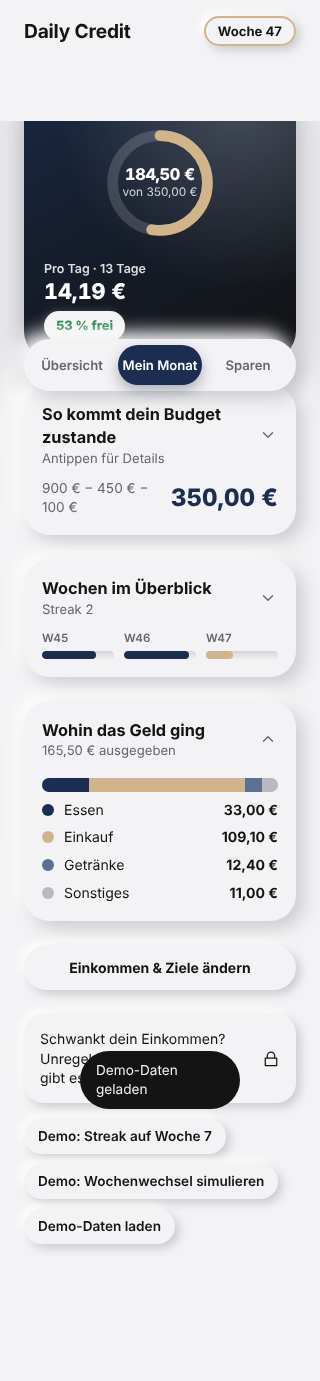 Daily Credit
Woche 47
184,50 €
von 350,00 €
Pro Tag · 13 Tage
14,19 €
53 % frei
Übersicht
Mein Monat
Sparen
So kommt dein Budget
zustande
Antippen für Details
900 € − 450 € −
100 €
350,00 €
Wochen im Überblick
Streak 2
W45
W46
W47
Wohin das Geld ging
165,50 € ausgegeben
Essen
33,00 €
Einkauf
109,10 €
Getränke
12,40 €
Sonstiges
11,00 €
Einkommen & Ziele ändern
Schwankt dein Einkommen?
gibt
Demo-Daten
geladen
Demo: Streak auf Woche 7
Demo: Wochenwechsel simulieren
Demo-Daten laden